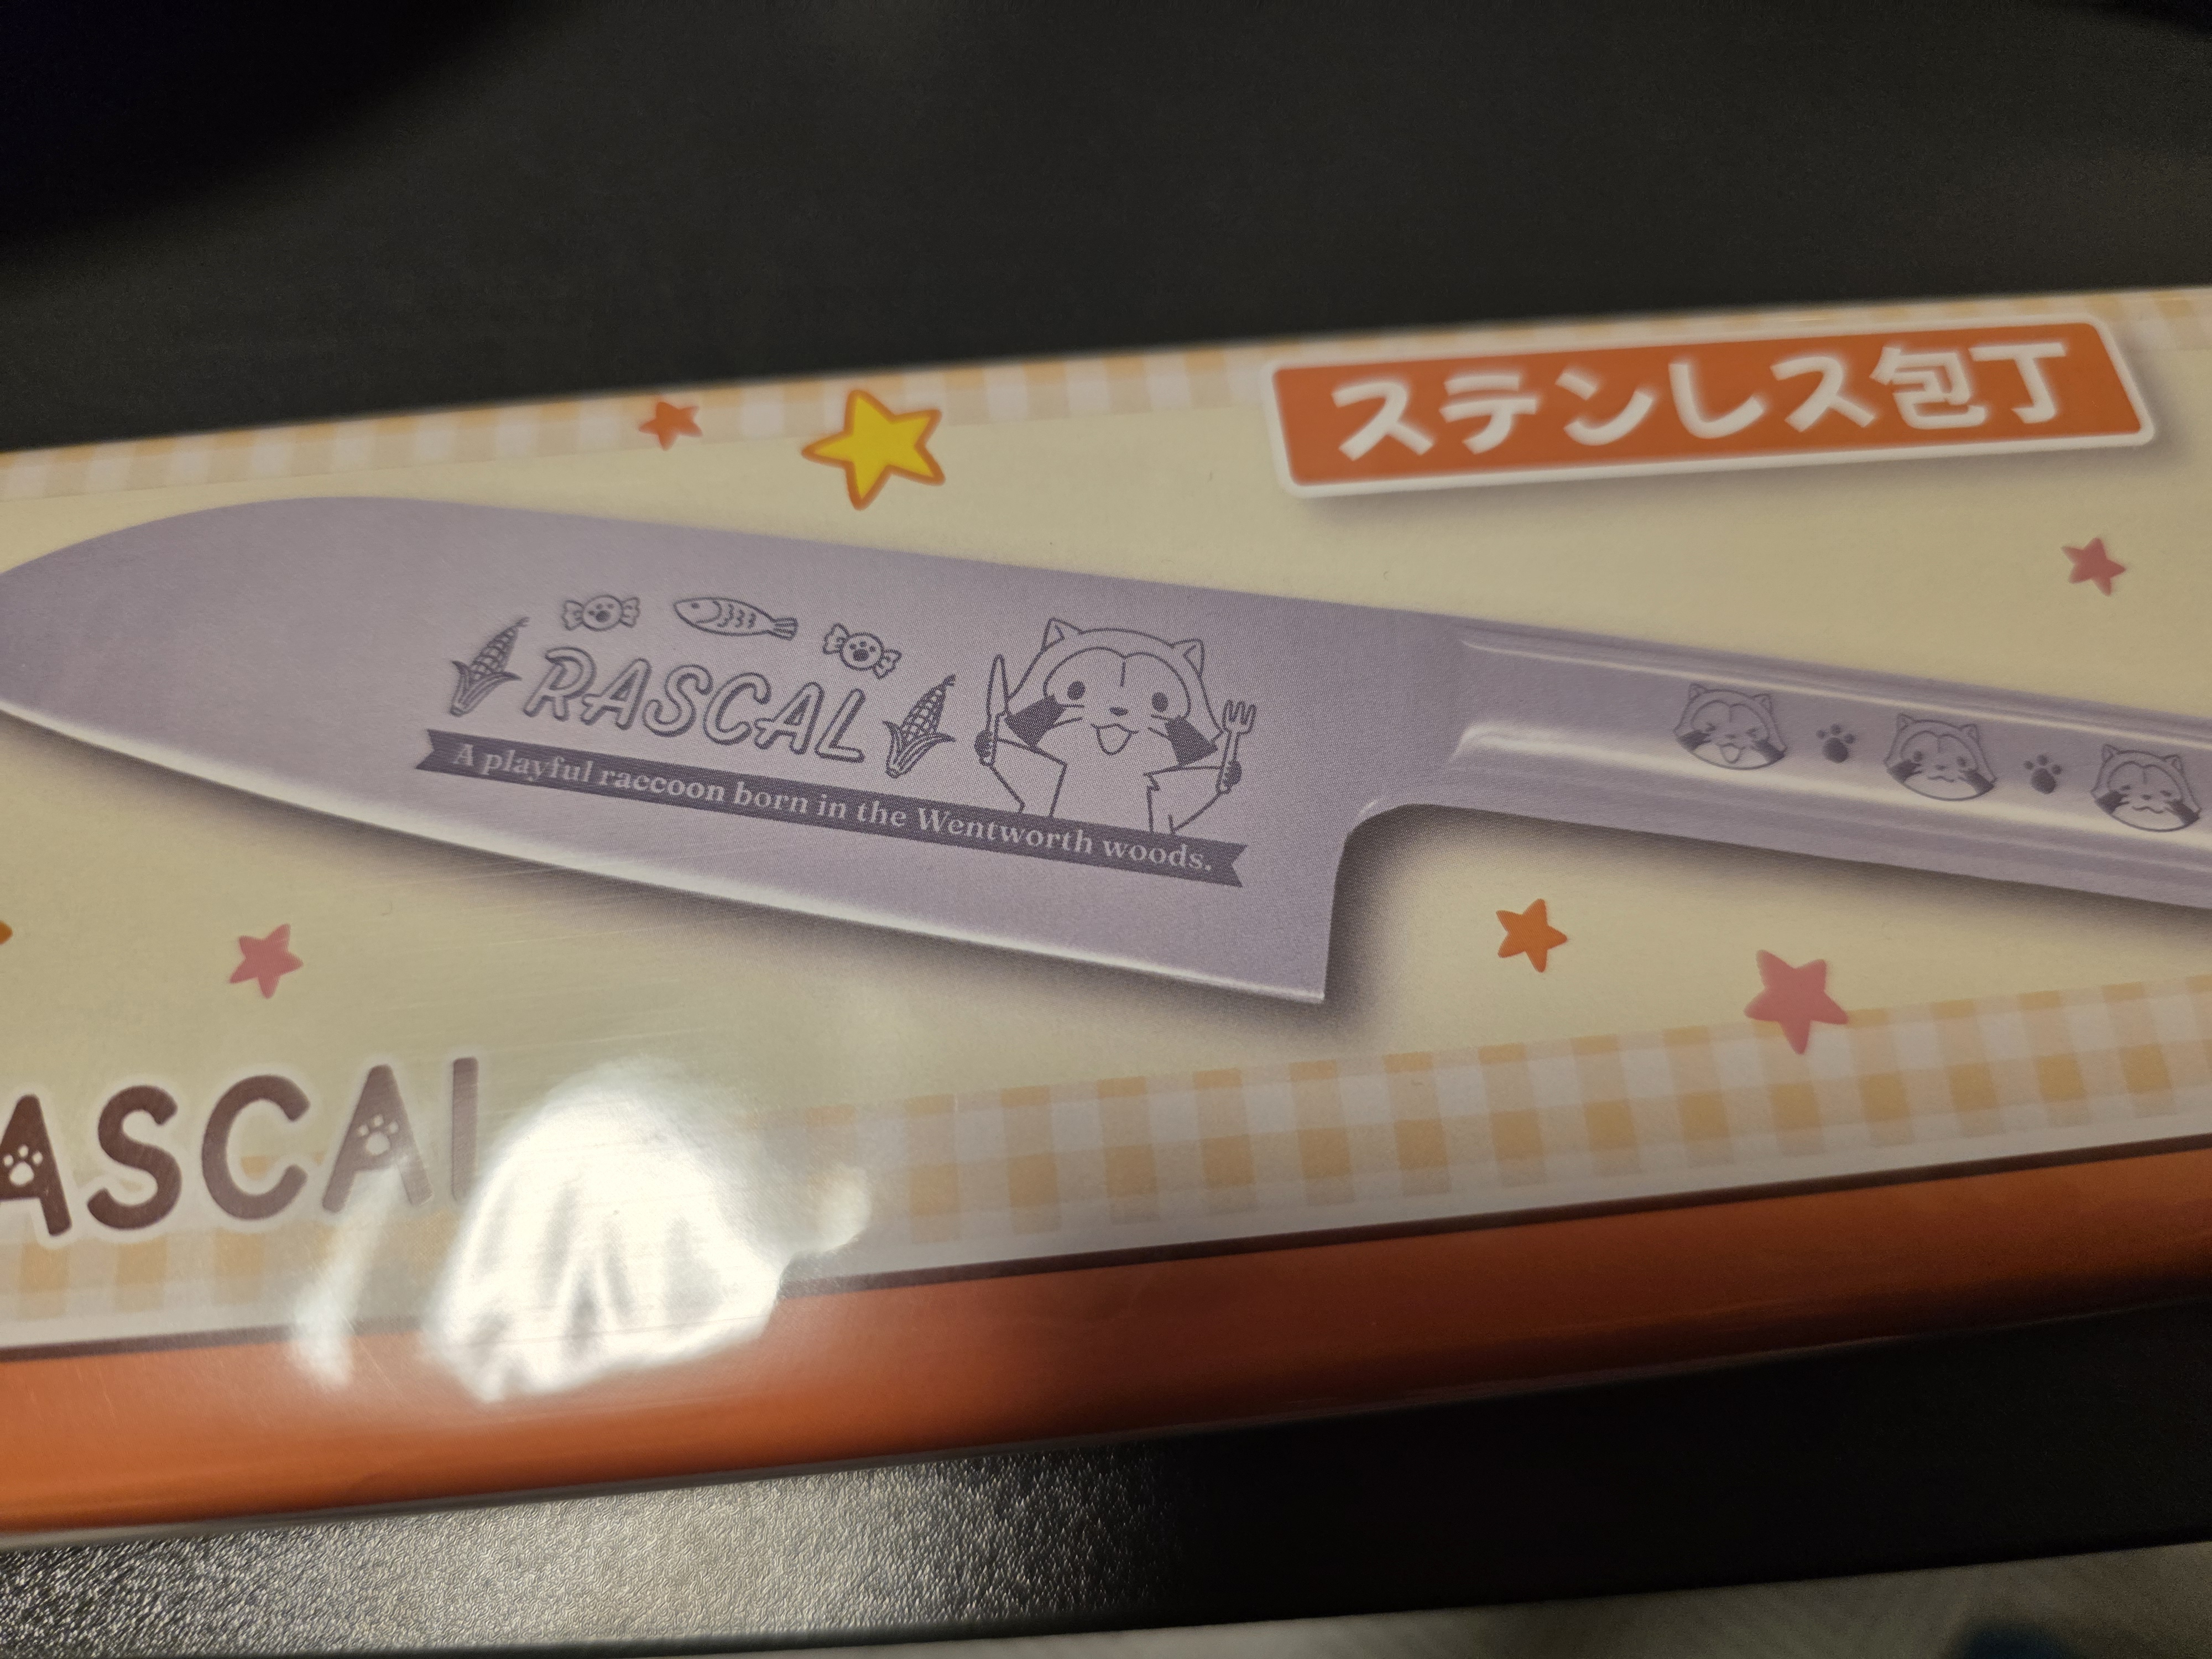 ステンレス包丁
RASCAL
A playful raccoon born in the Wentworth woods.
ASCAL